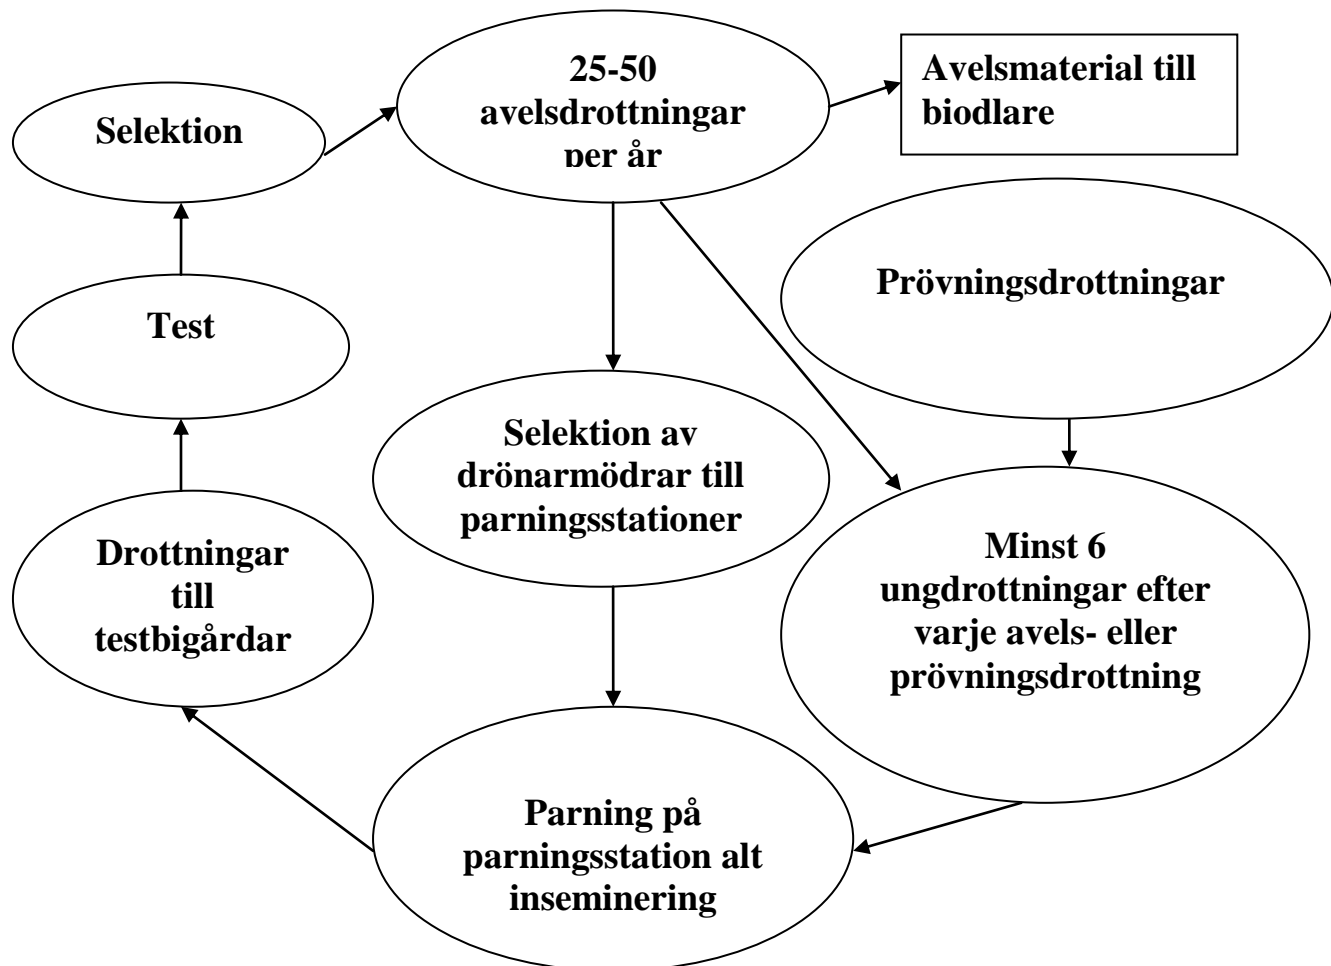 25-50
avelsdrottningar
per år
Avelsmaterial till
biodlare
Selektion
Prövningsdrottningar
Test
Selektion av
drönarmödrar till
parningsstationer
Drottningar
till
testbigårdar
Minst 6
ungdrottningar efter
varje avels- eller
prövningsdrottning
Parning på
parningsstation alt
inseminering